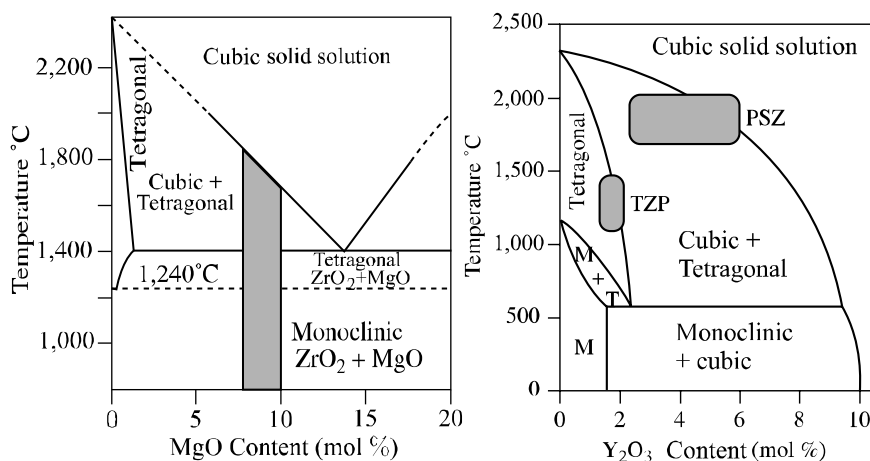 2,200
1,800
1,400
1,000
Temperature °C
Tetragonal
Cubic solid solution
Cubic +
Tetragonal
1,240°C
Tetragonal
ZrO₂+MgO
Monoclinic
ZrO₂ + MgO
0
5
10
15
20
MgO Content (mol %)
2,500
2,000
1,500
1,000
500
0
Temperature °C
Cubic solid solution
PSZ
Tetragonal
TZP
M
+
T
Cubic +
Tetragonal
M
Monoclinic
+ cubic
0
2
4
6
8
10
Y₂O₃ Content (mol %)